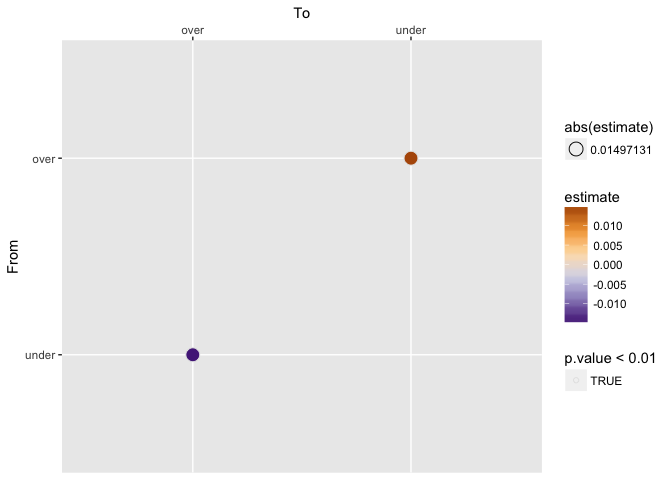 To
over under
over
under
From
abs(estimate)
0.01497131
estimate
0.010
0.005
0.000
-0.005
-0.010
p.value < 0.01
TRUE